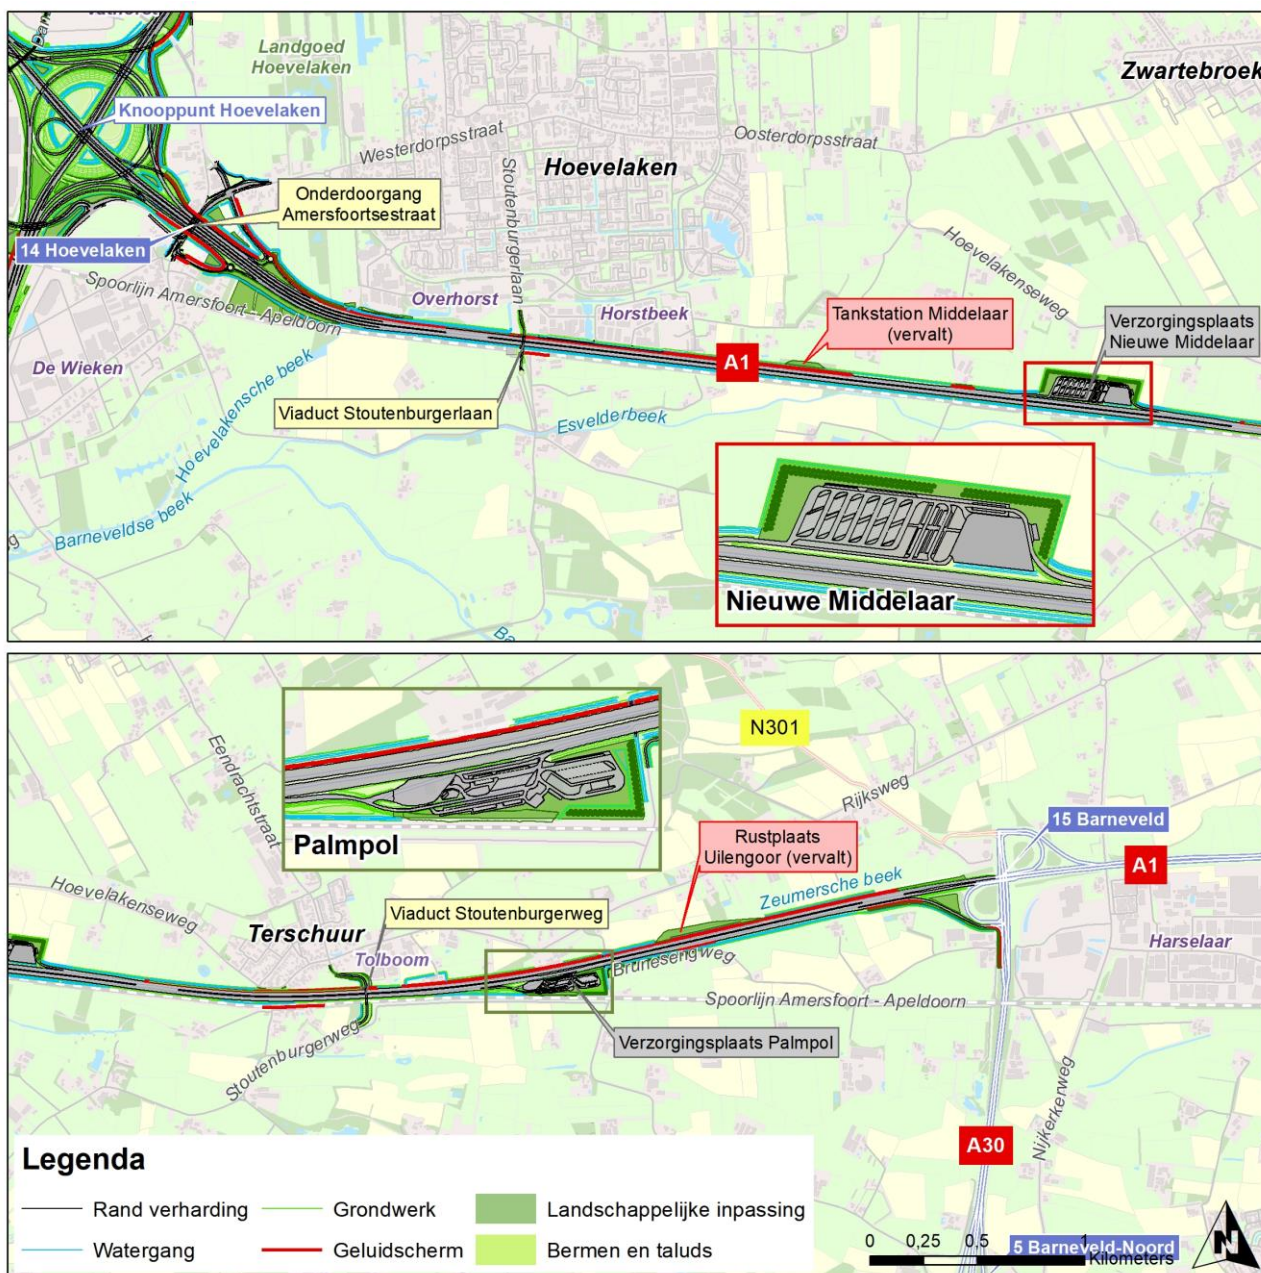 Landgoed
Hoevelaken
Zwartebroek
Knooppunt Hoevelaken
Westerdorpsstraat
Oosterdorpsstraat
Hoevelaken
Onderdoorgang
Amersfoortsestraat
Stoutenburgerlaan
14 Hoevelaken
Hoevelakenseweg
Spoorlijn Amersfoort - Apeldoorn
Overhorst
Horstbeek
Tankstation Middelaar
(vervalt)
Verzorgingsplaats
Nieuwe Middelaar
De Wieken
A1
Viaduct Stoutenburgerlaan
Esvelderbeek
Hoevelakensche beek
Barneveldse beek
Nieuwe Middelaar
N301
Eendrachtstraat
Rijksweg
15 Barneveld
Palmpol
Rustplaats
Uilengoor (vervalt)
A1
Zeumersche beek
Hoevelakenseweg
Viaduct Stoutenburgerweg
Terschuur
Tolboom
Harselaar
Brunesengweg
Spoorlijn Amersfoort - Apeldoorn
Verzorgingsplaats Palmpol
Stoutenburgerweg
Nijkerkerweg
A30
Legenda
Rand verharding
Grondwerk
Landschappelijke inpassing
Watergang
Geluidscherm
Bermen en taluds
0 0,25 0,5 1
Kilometers
5 Barneveld-Noord
N